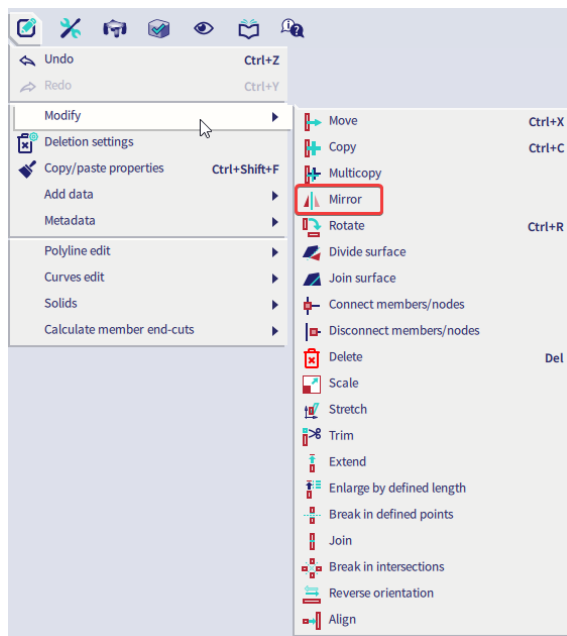 Undo Ctrl+Z
Redo Ctrl+Y
Modify
Deletion settings
Copy/paste properties Ctrl+Shift+F
Add data
Metadata
Polyline edit
Curves edit
Solids
Calculate member end-cuts
Move Ctrl+X
Copy Ctrl+C
Multicopy
Mirror
Rotate Ctrl+R
Divide surface
Join surface
Connect members/nodes
Disconnect members/nodes
Delete Del
Scale
Stretch
Trim
Extend
Enlarge by defined length
Break in defined points
Join
Break in intersections
Reverse orientation
Align